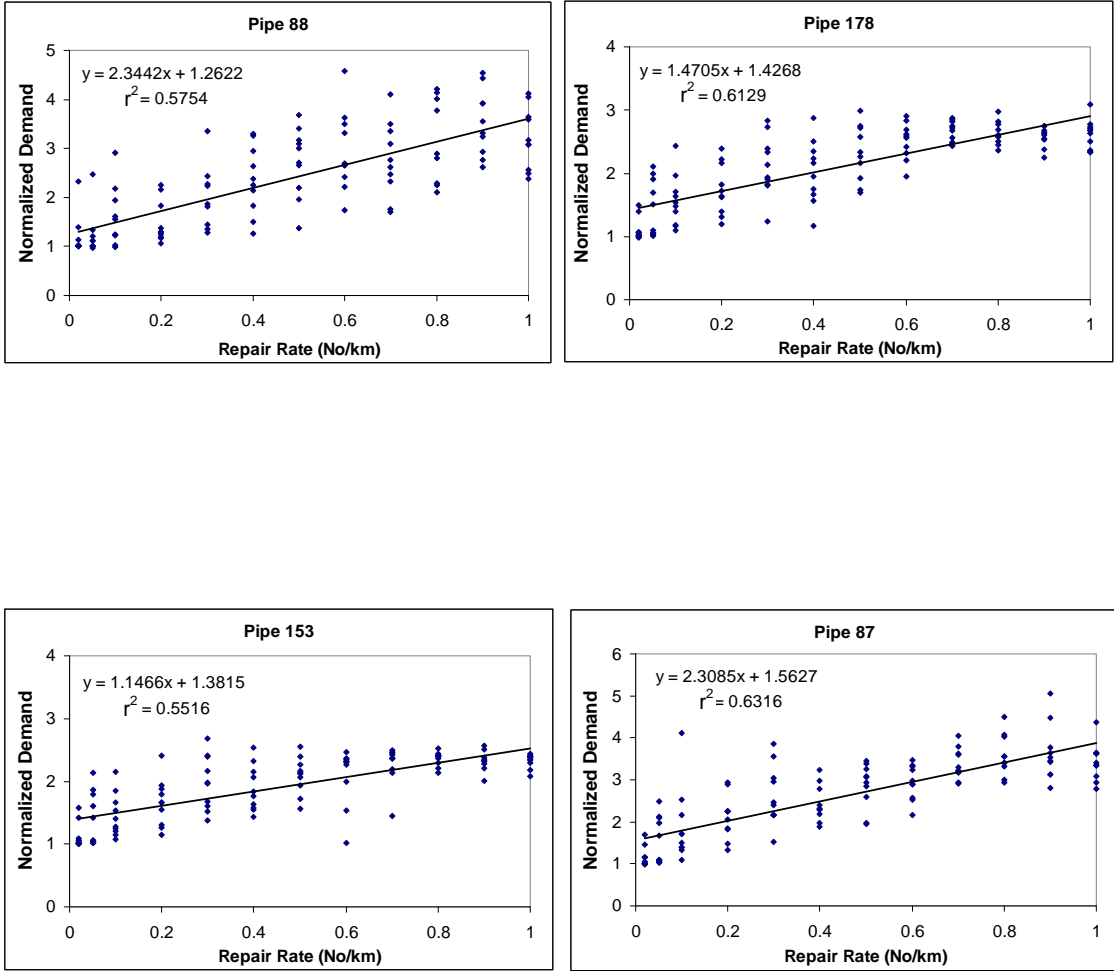 Pipe 88
y = 2.3442x + 1.2622
r² = 0.5754
5
4
3
2
1
0
Normalized Demand
0 0.2 0.4 0.6 0.8 1
Repair Rate (No/km)
Pipe 178
y = 1.4705x + 1.4268
r² = 0.6129
4
3
2
1
0
Normalized Demand
0 0.2 0.4 0.6 0.8 1
Repair Rate (No/km)
Pipe 153
y = 1.1466x + 1.3815
r² = 0.5516
4
3
2
1
0
Normalized Demand
0 0.2 0.4 0.6 0.8 1
Repair Rate (No/km)
Pipe 87
y = 2.3085x + 1.5627
r² = 0.6316
6
5
4
3
2
1
0
Normalized Demand
0 0.2 0.4 0.6 0.8 1
Repair Rate (No/km)